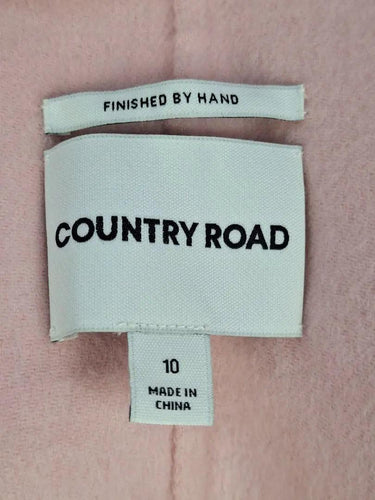 FINISHED BY HAND
COUNTRY ROAD
10
MADE IN
CHINA